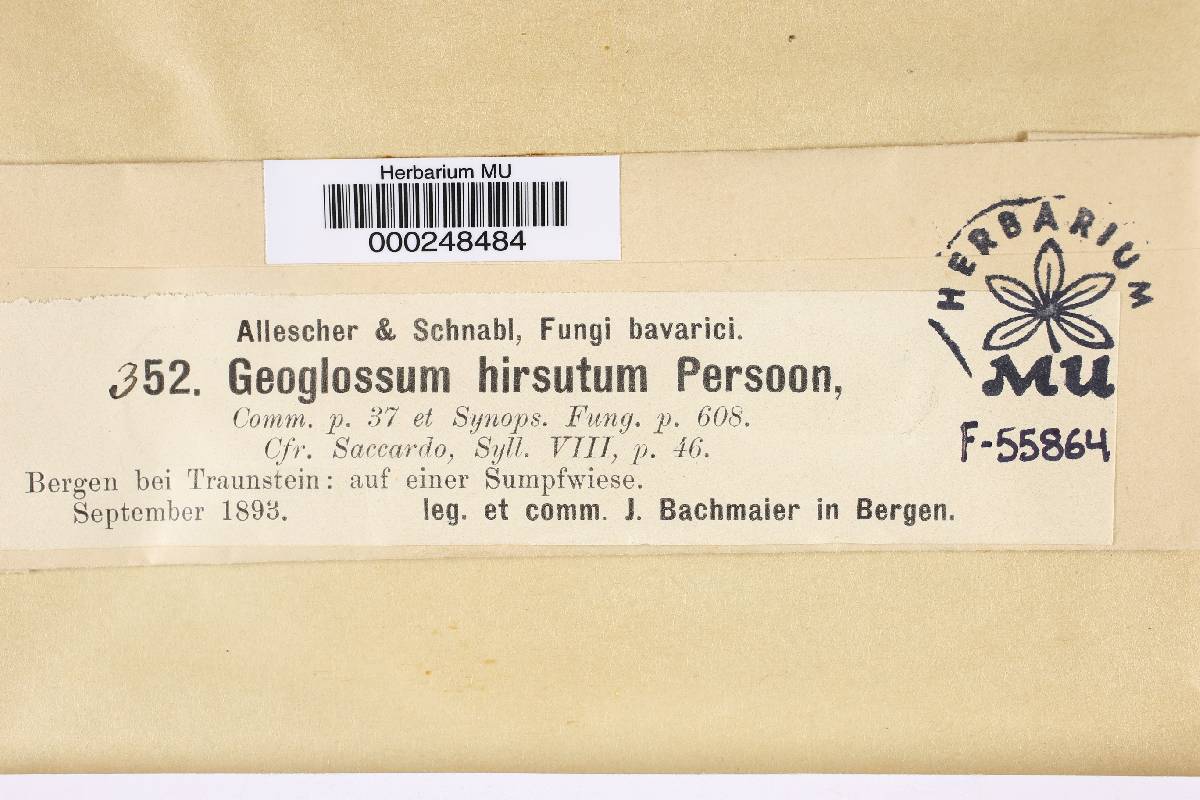 Herbarium MU
000248484
HERBARIUM
MU
F-55864
Allescher & Schnabl, Fungi bavarici.
352. Geoglossum hirsutum Persoon,
Comm. p. 37 et Synops. Fung. p. 608.
Cfr. Saccardo, Syll. VIII, p. 46.
Bergen bei Traunstein: auf einer Sumpfwiese.
September 1893. leg. et comm. J. Bachmaier in Bergen.